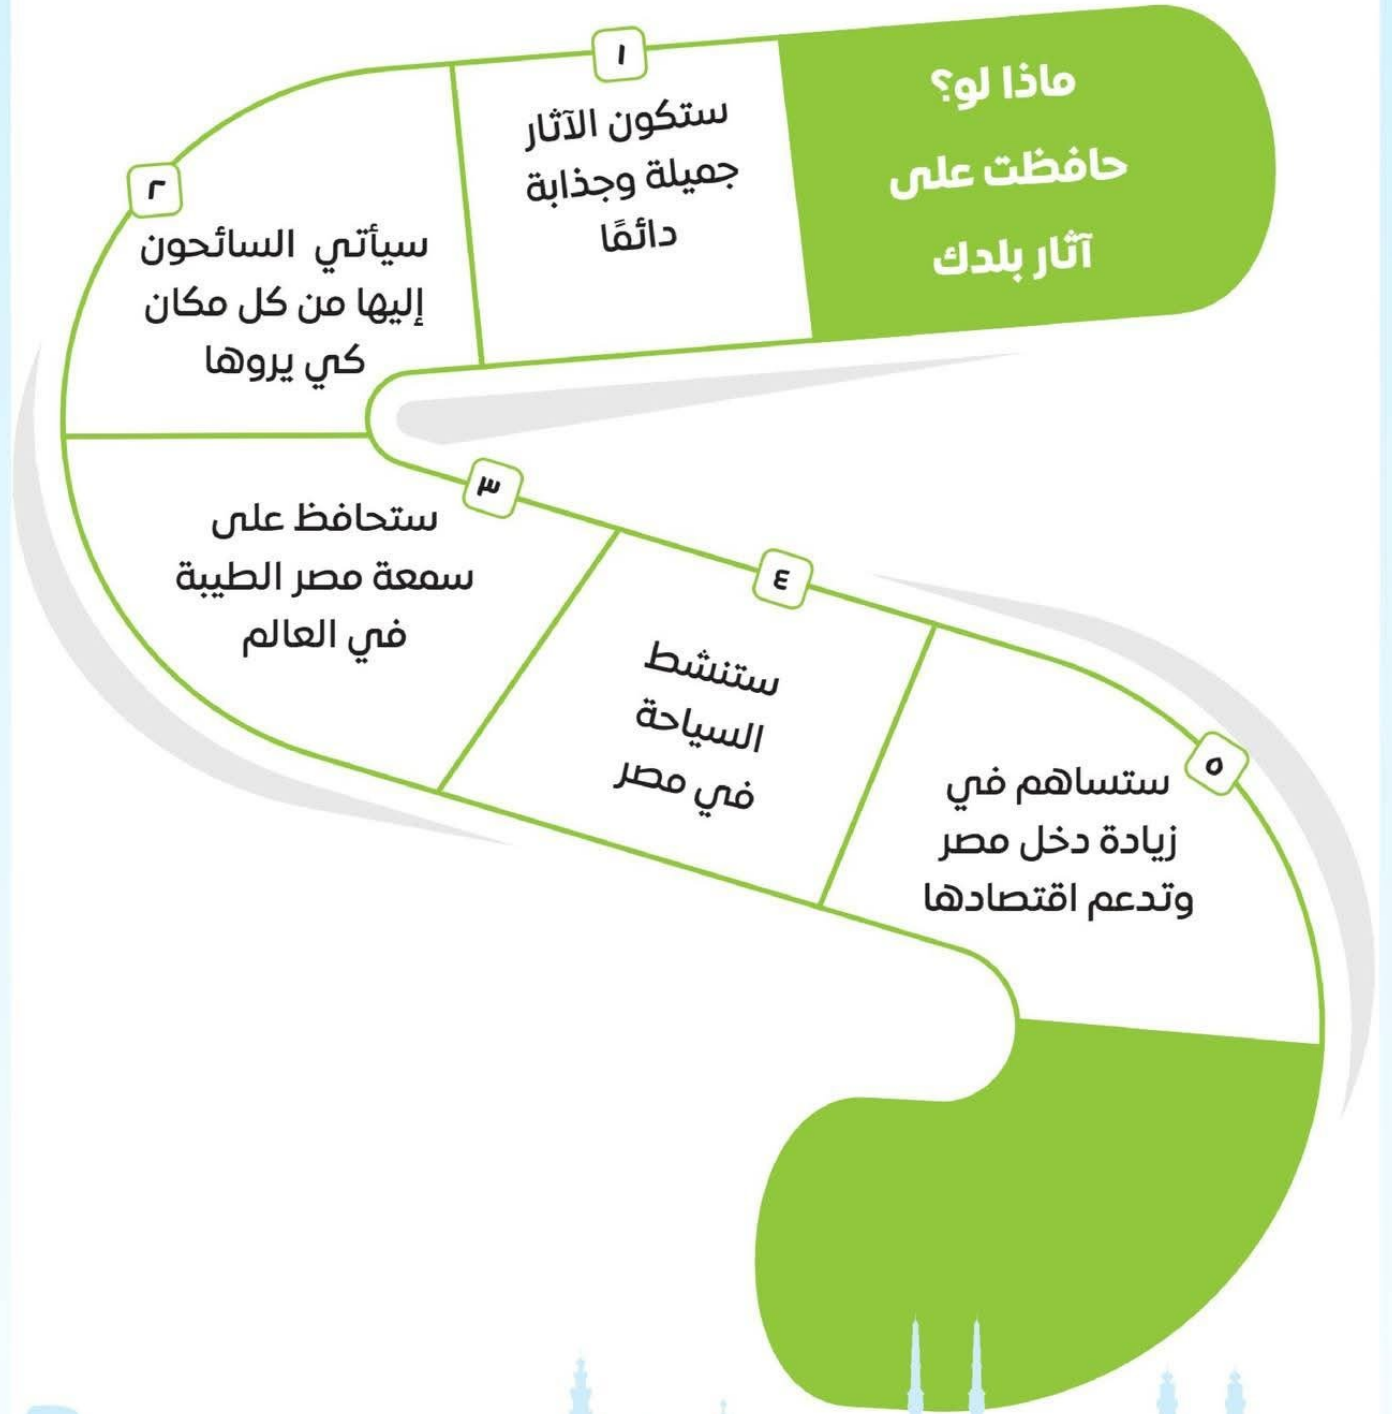 ماذا لو؟
حافظت على
آثار بلدك
١
ستكون الآثار
جميلة وجذابة
دائمًا
٢
سيأتي السائحون
إليها من كل مكان
كي يروها
٣
ستحافظ على
سمعة مصر الطيبة
في العالم
٤
ستنشط
السياحة
في مصر
٥
ستساهم في
زيادة دخل مصر
وتدعم اقتصادها